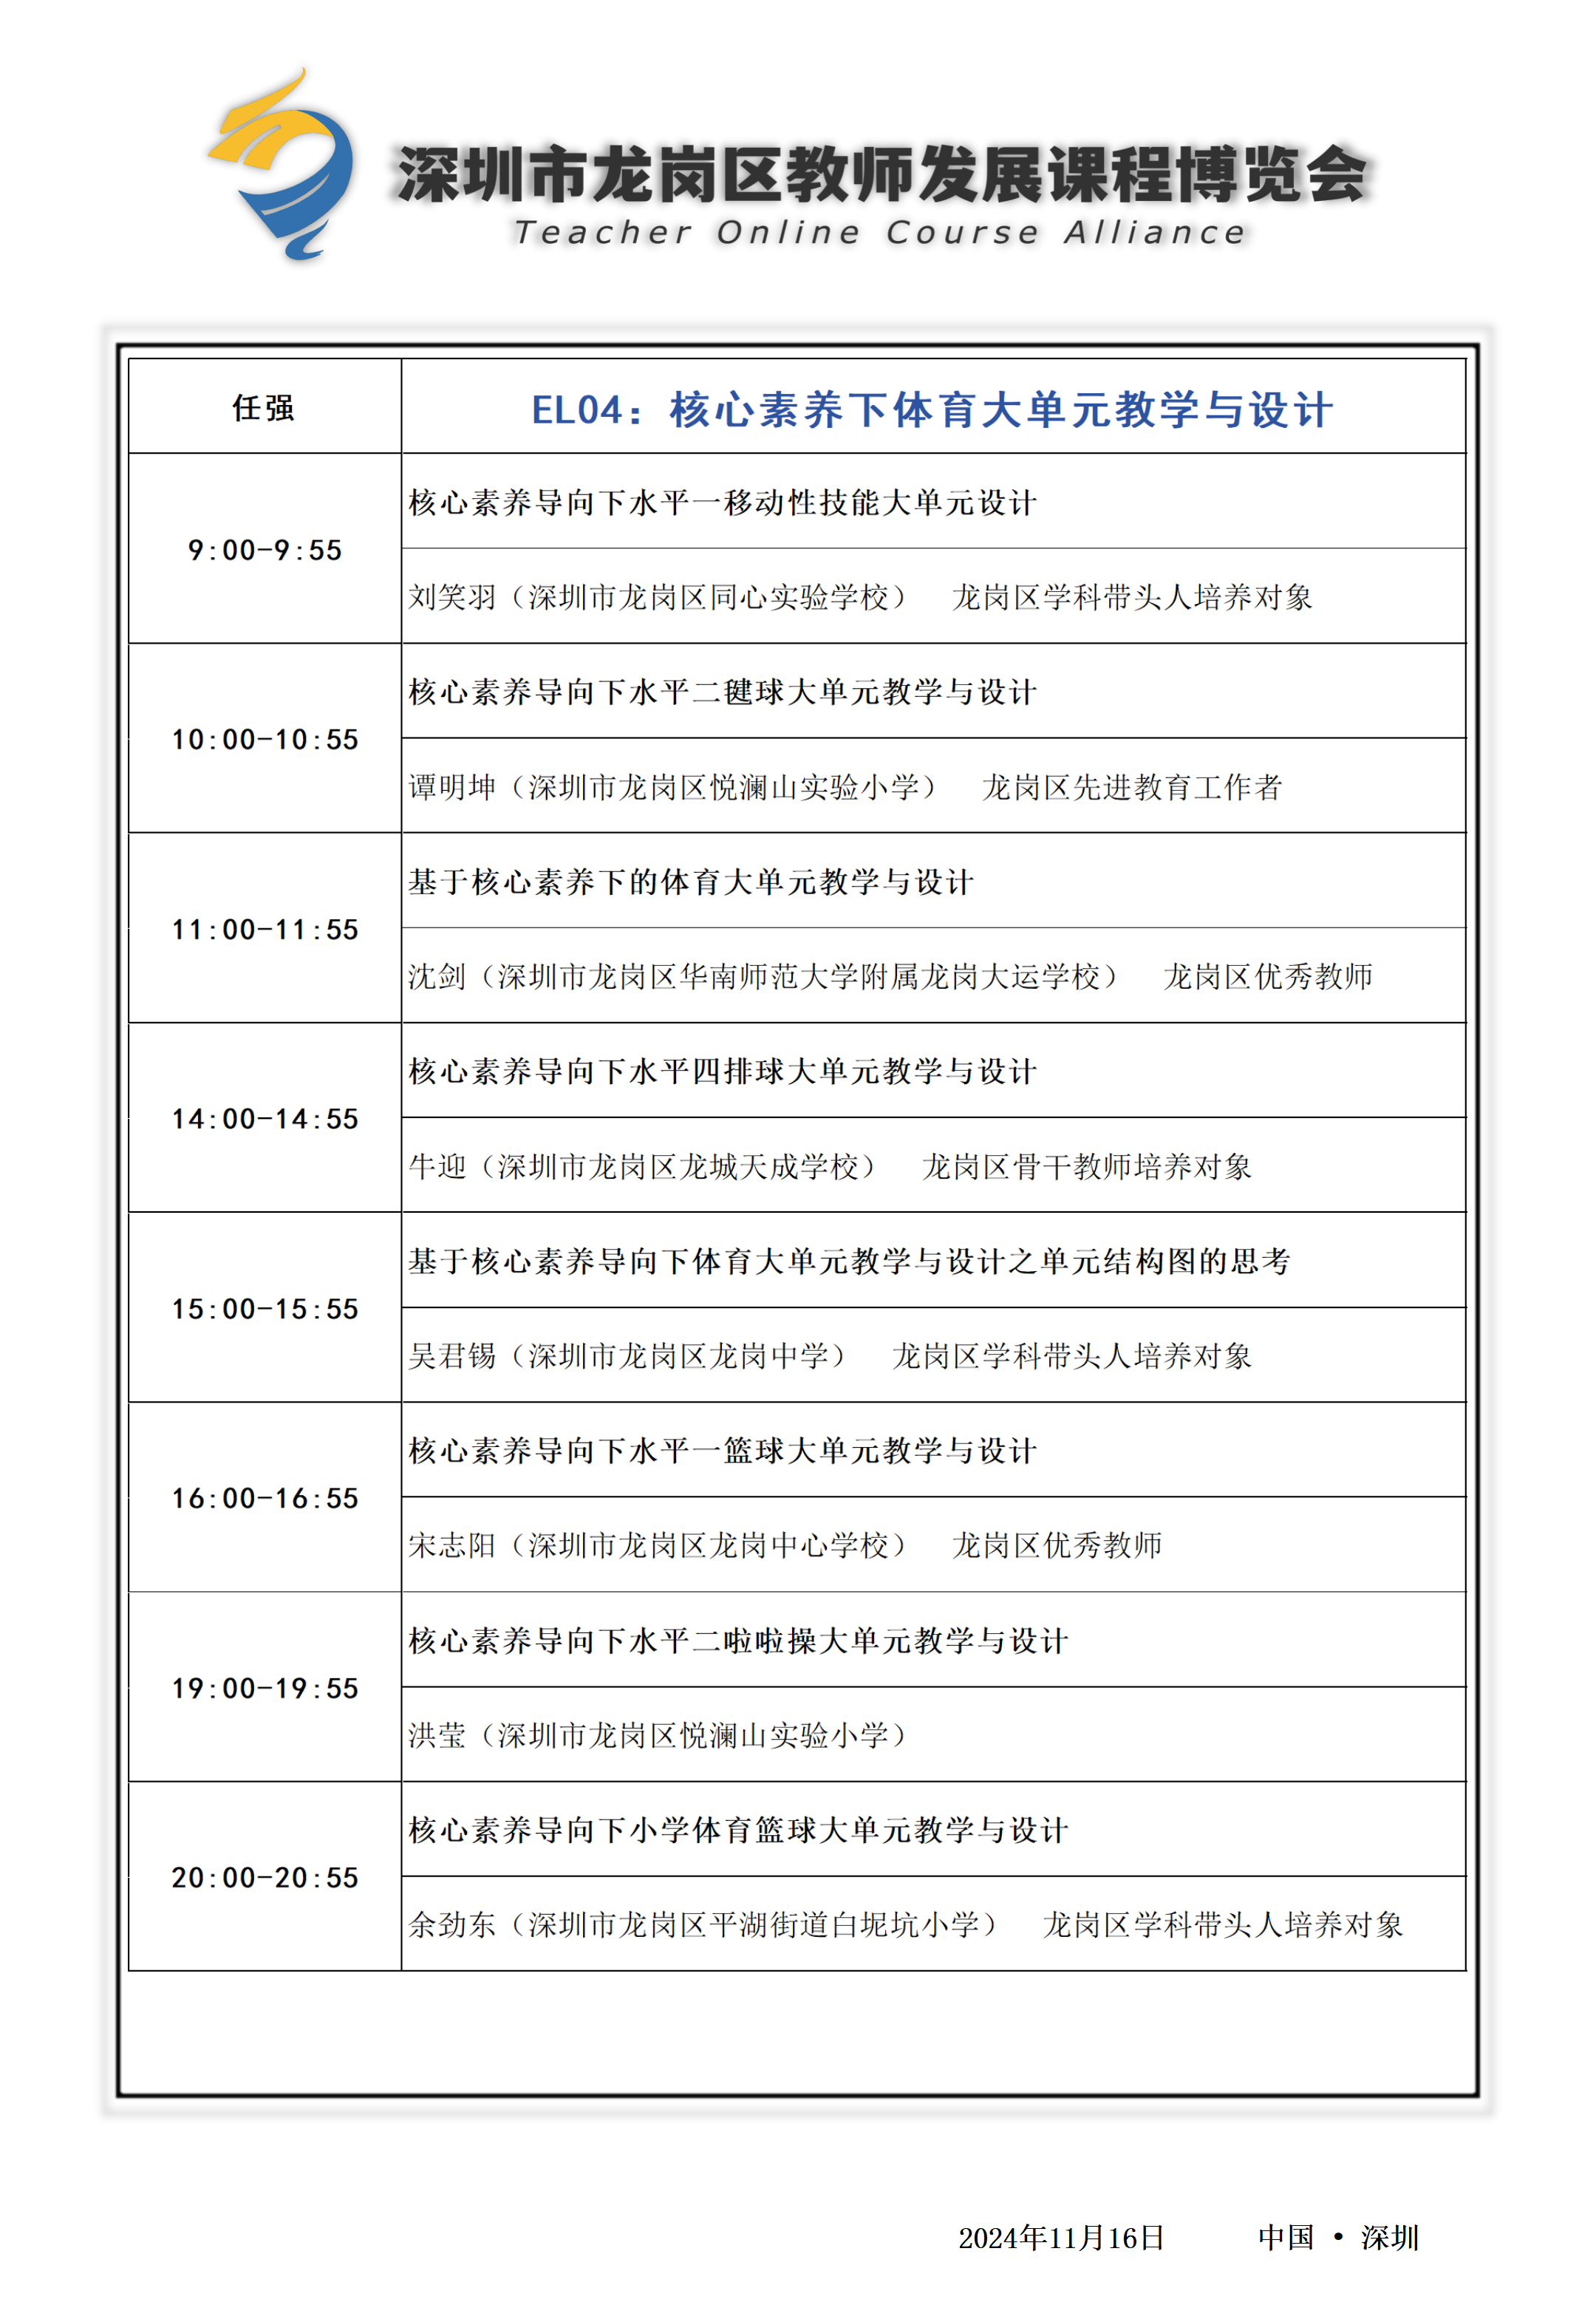 深圳市龙岗区教师发展课程博览会
Teacher Online Course Alliance
任强
EL04：核心素养下体育大单元教学与设计
9:00-9:55
核心素养导向下水平一移动性技能大单元设计
刘笑羽（深圳市龙岗区同心实验学校） 龙岗区学科带头人培养对象
10:00-10:55
核心素养导向下水平二毽球大单元教学与设计
谭明坤（深圳市龙岗区悦澜山实验小学） 龙岗区先进教育工作者
11:00-11:55
基于核心素养下的体育大单元教学与设计
沈剑（深圳市龙岗区华南师范大学附属龙岗大运学校） 龙岗区优秀教师
14:00-14:55
核心素养导向下水平四排球大单元教学与设计
牛迎（深圳市龙岗区龙城天成学校） 龙岗区骨干教师培养对象
15:00-15:55
基于核心素养导向下体育大单元教学与设计之单元结构图的思考
吴君锡（深圳市龙岗区龙岗中学） 龙岗区学科带头人培养对象
16:00-16:55
核心素养导向下水平一篮球大单元教学与设计
宋志阳（深圳市龙岗区龙岗中心学校） 龙岗区优秀教师
19:00-19:55
核心素养导向下水平二啦啦操大单元教学与设计
洪莹（深圳市龙岗区悦澜山实验小学）
20:00-20:55
核心素养导向下小学体育篮球大单元教学与设计
余劲东（深圳市龙岗区平湖街道白坭坑小学） 龙岗区学科带头人培养对象
2024年11月16日 中国 • 深圳